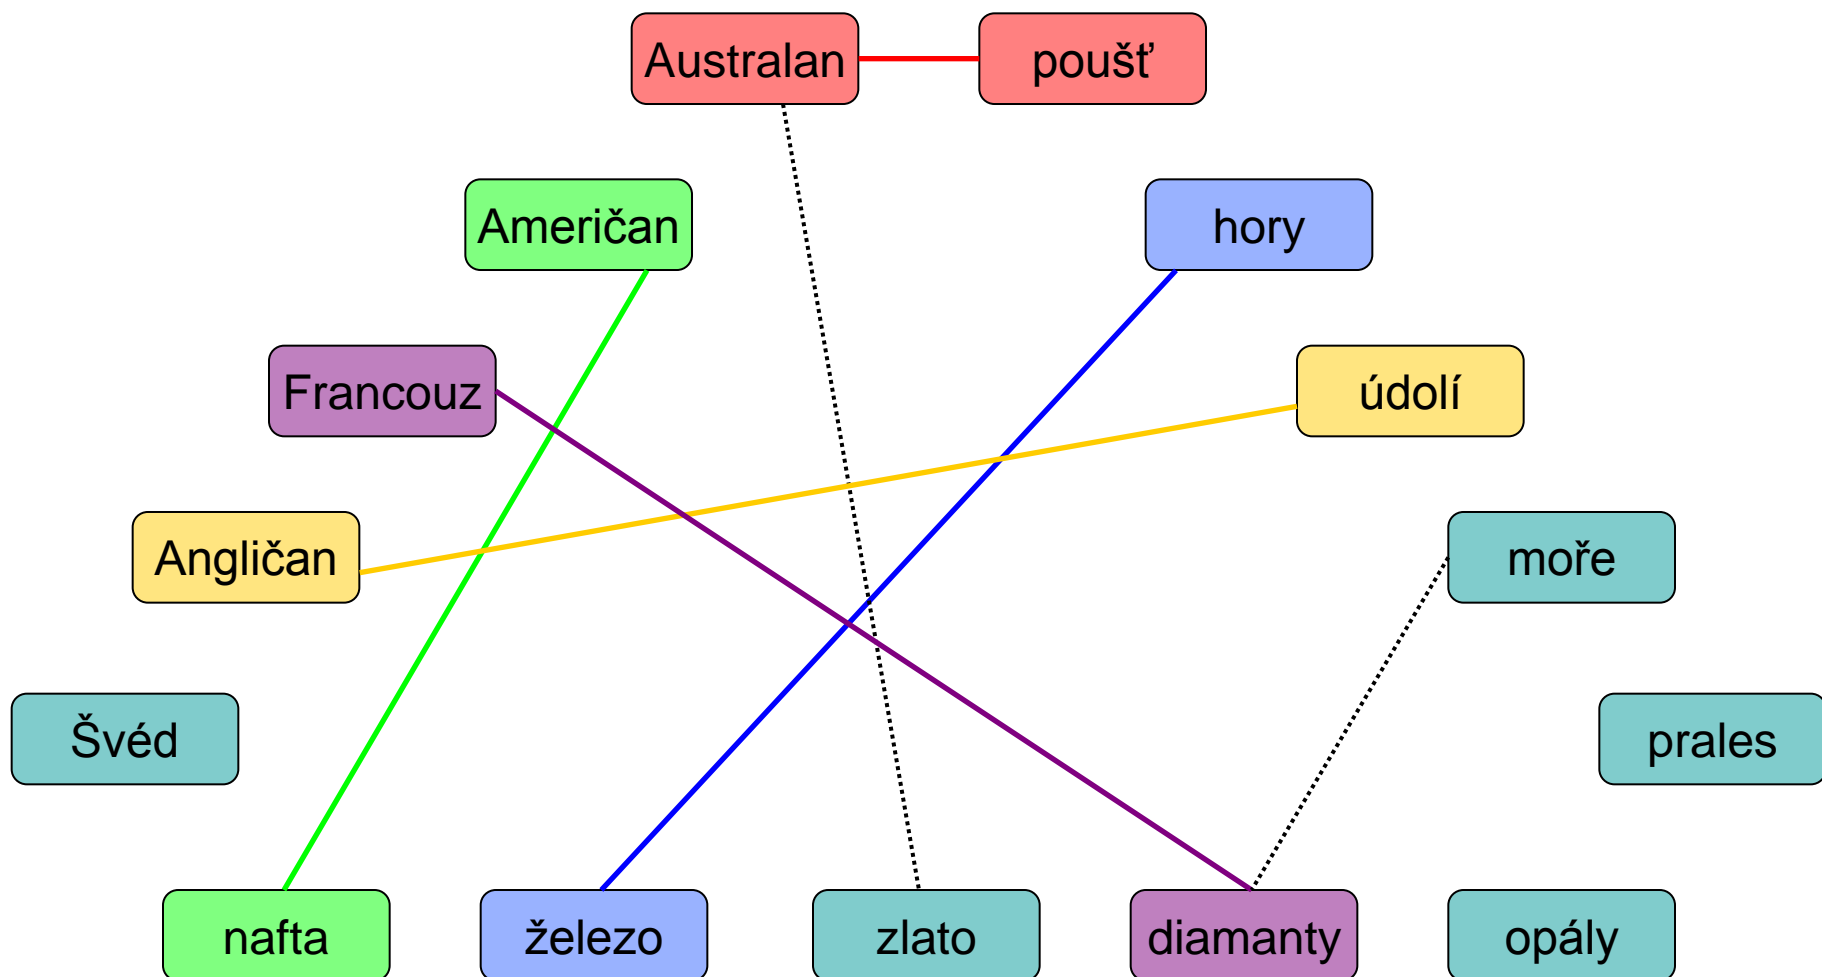 Australan
poušť
Američan
hory
Francouz
údolí
Angličan
moře
Švéd
prales
nafta
železo
zlato
diamanty
opály